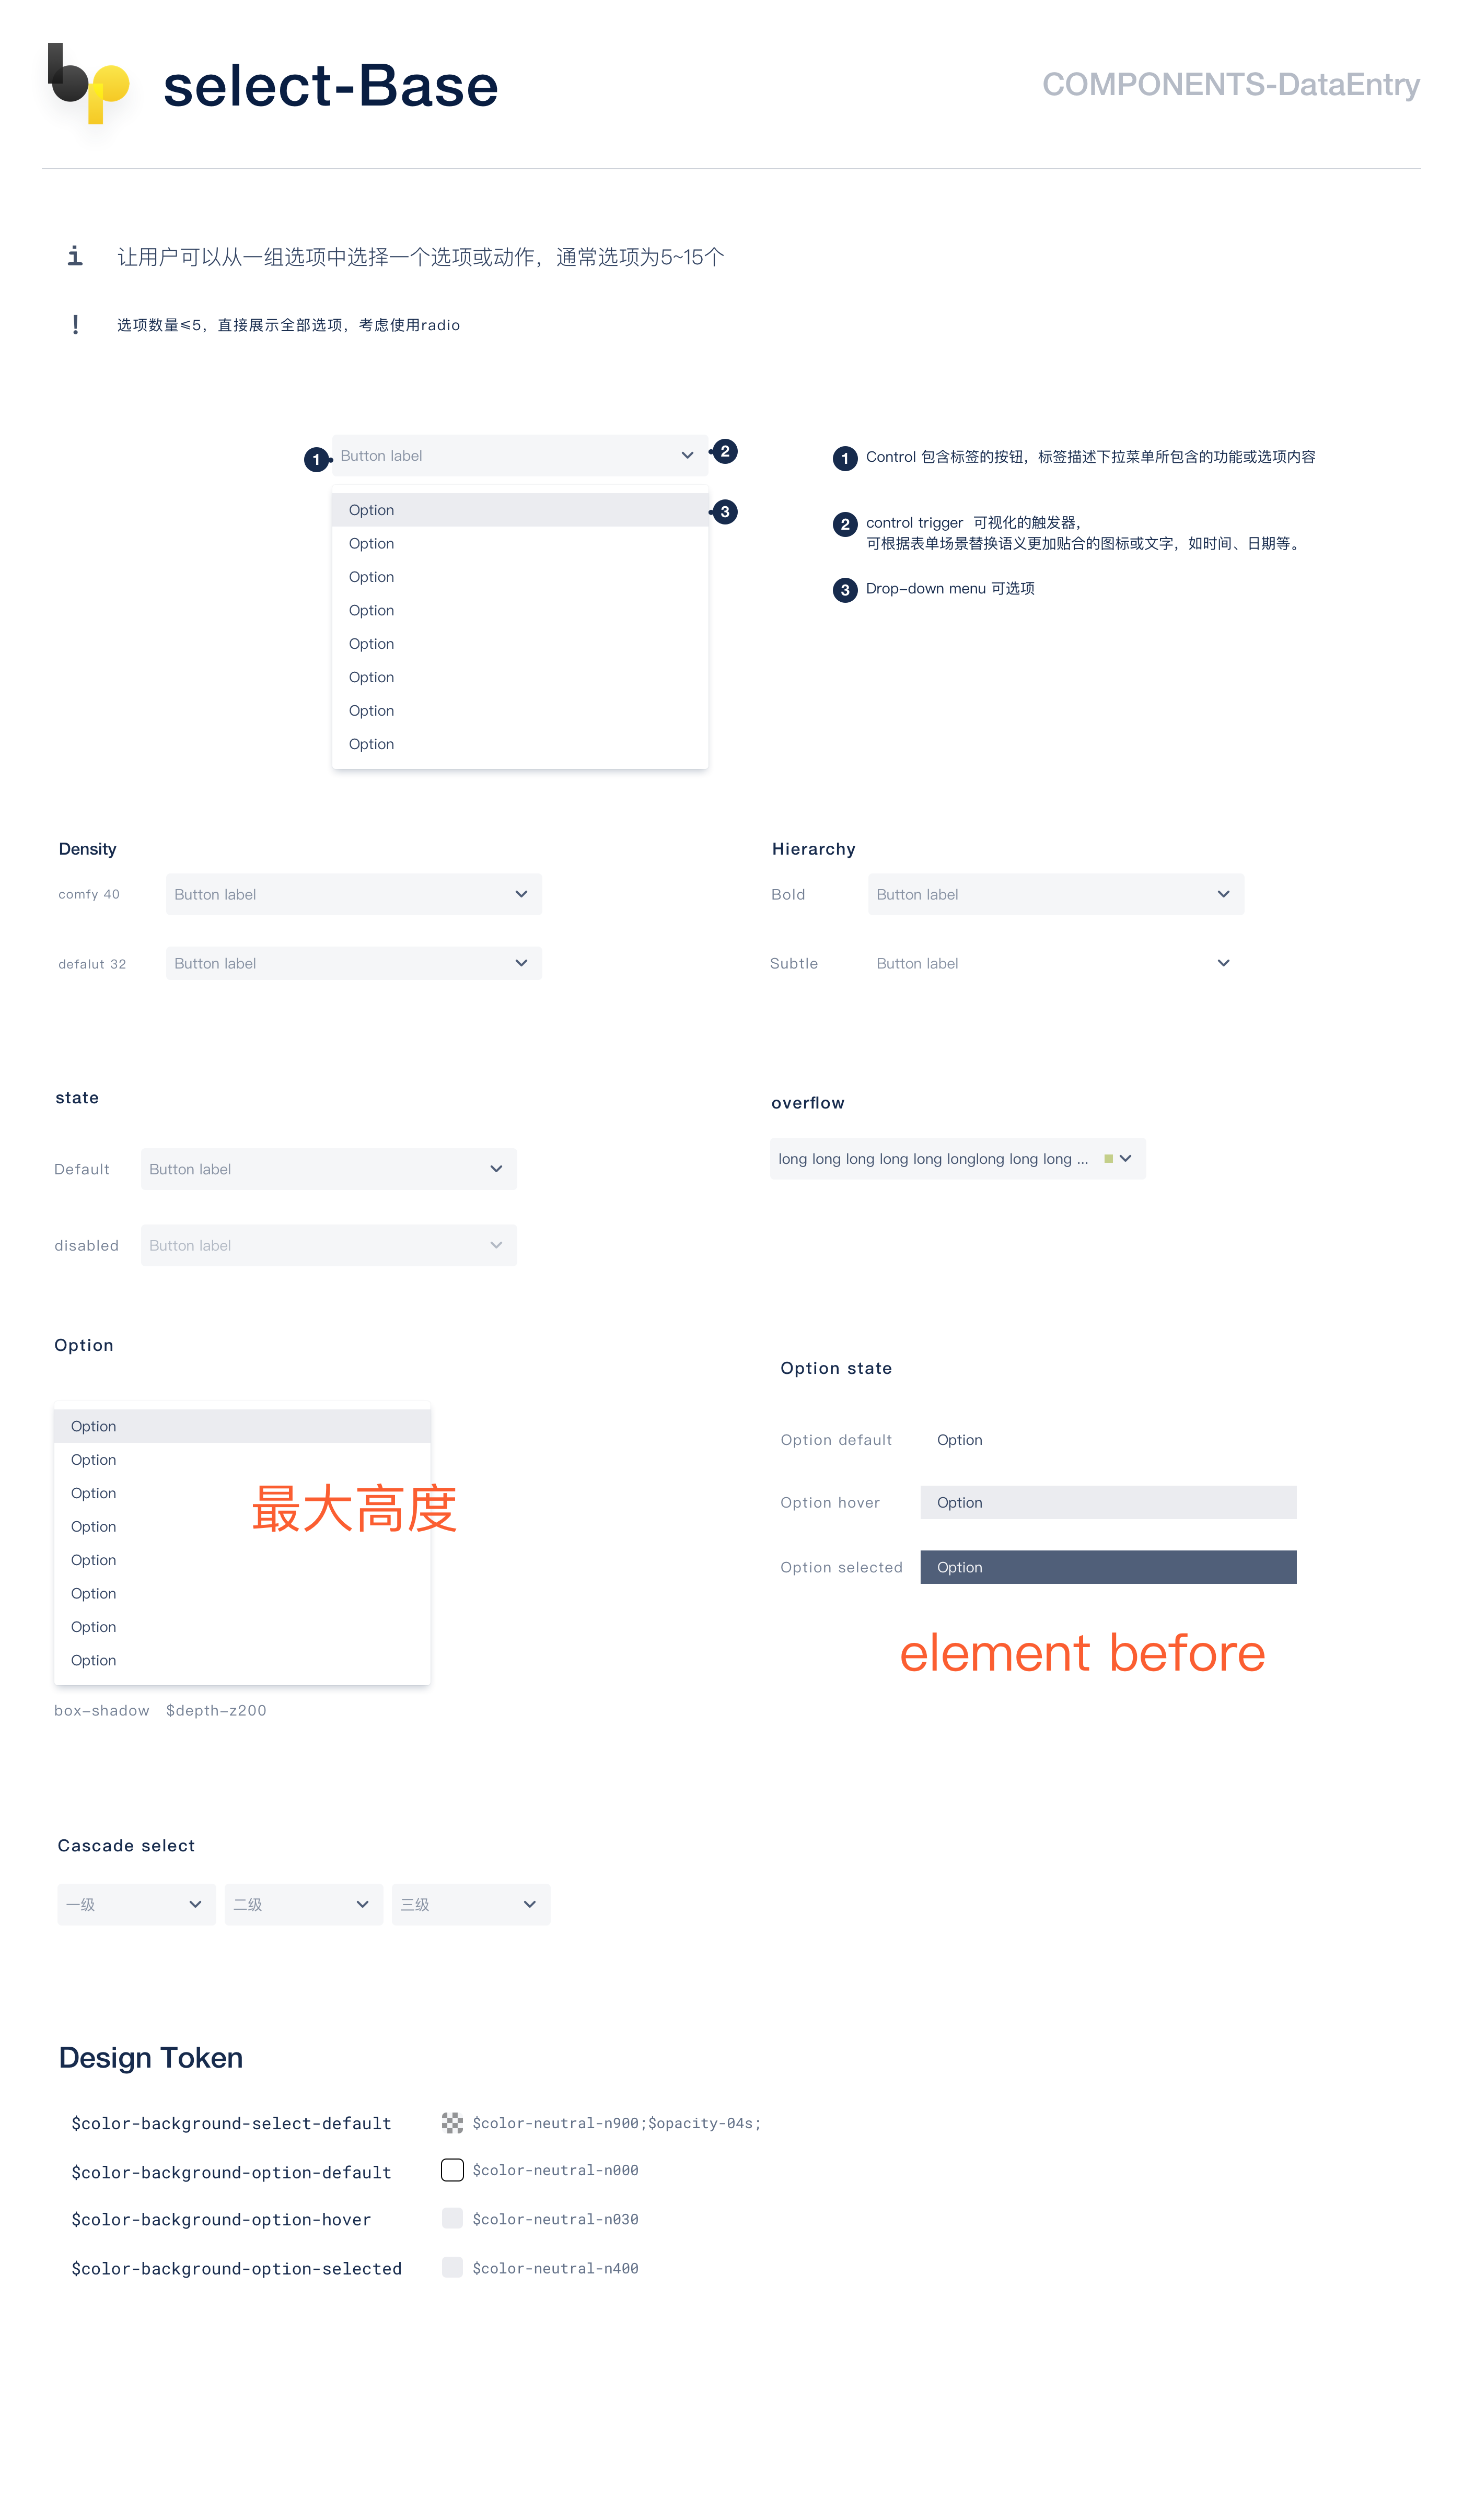 bp
select-Base
COMPONENTS-DataEntry
i 让用户可以从一组选项中选择一个选项或动作，通常选项为5~15个
! 选项数量≤5，直接展示全部选项，考虑使用radio
1 Button label 2
Option 3
Option
Option
Option
Option
Option
Option
Option
1 Control 包含标签的按钮，标签描述下拉菜单所包含的功能或选项内容
2 control trigger 可视化的触发器，
可根据表单场景替换语义更加贴合的图标或文字，如时间、日期等。
3 Drop-down menu 可选项
Density
comfy 40 Button label
defalut 32 Button label
Hierarchy
Bold Button label
Subtle Button label
state
Default Button label
disabled Button label
overflow
long long long long long longlong long long ...
Option
Option
Option
Option
Option
Option
Option
Option
Option
最大高度
box-shadow $depth-z200
Option state
Option default Option
Option hover Option
Option selected Option
element before
Cascade select
一级 二级 三级
Design Token
$color-background-select-default $color-neutral-n900;$opacity-04s;
$color-background-option-default $color-neutral-n000
$color-background-option-hover $color-neutral-n030
$color-background-option-selected $color-neutral-n400